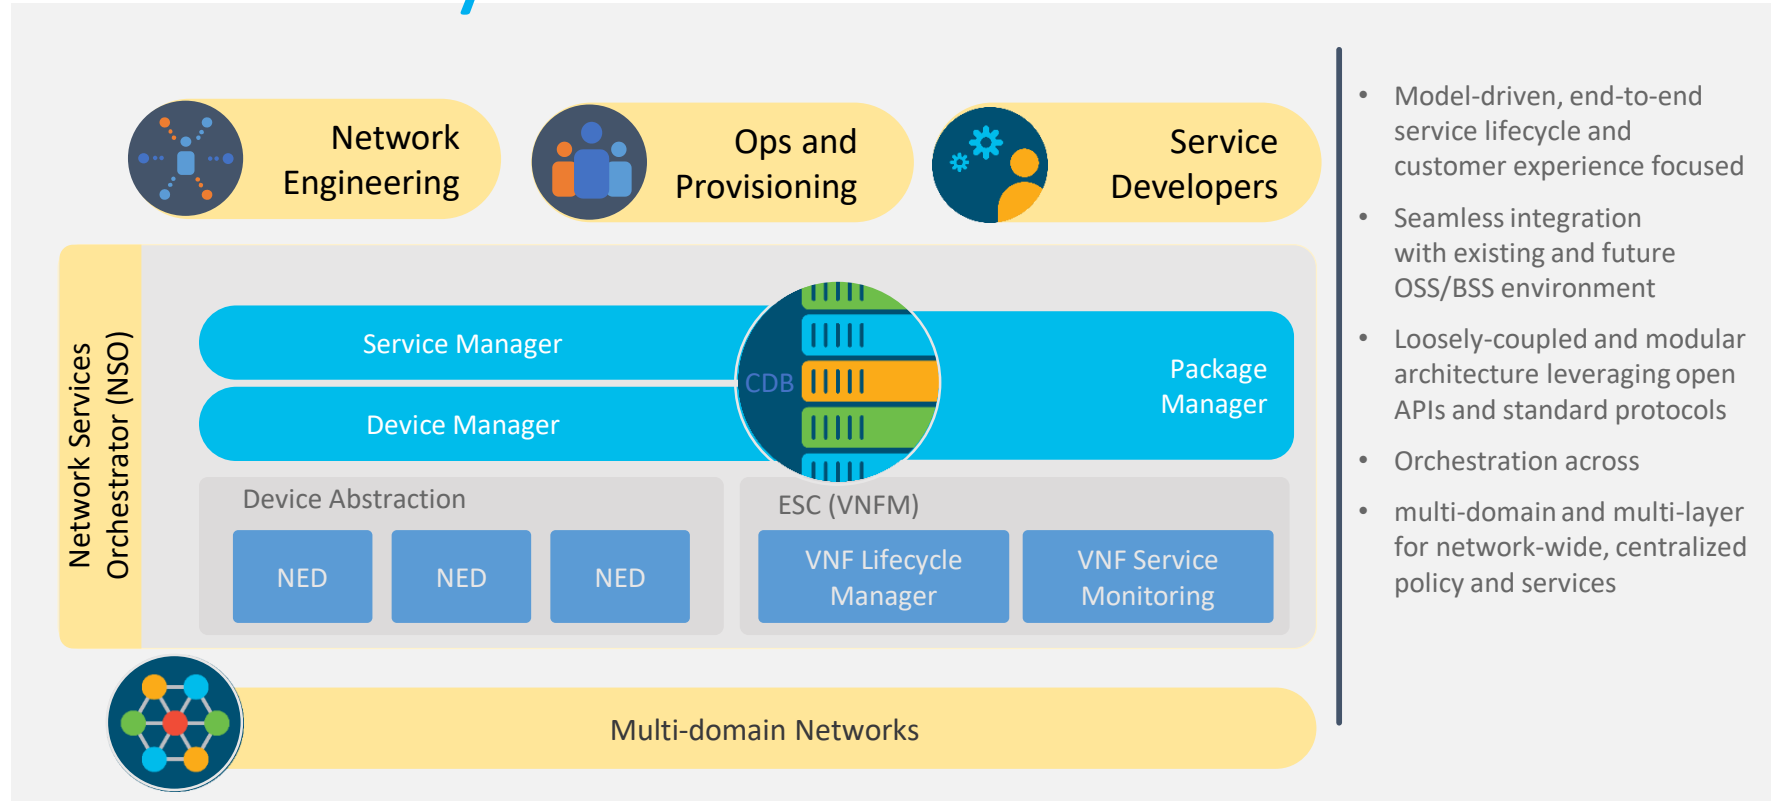 Network
Engineering
Ops and
Provisioning
Service
Developers
Network Services
Orchestrator (NSO)
Service Manager
Device Manager
CDB
Package
Manager
Device Abstraction
NED
NED
NED
ESC (VNFM)
VNF Lifecycle
Manager
VNF Service
Monitoring
Multi-domain Networks
• Model-driven, end-to-end
service lifecycle and
customer experience focused
• Seamless integration
with existing and future
OSS/BSS environment
• Loosely-coupled and modular
architecture leveraging open
APIs and standard protocols
• Orchestration across
• multi-domain and multi-layer
for network-wide, centralized
policy and services